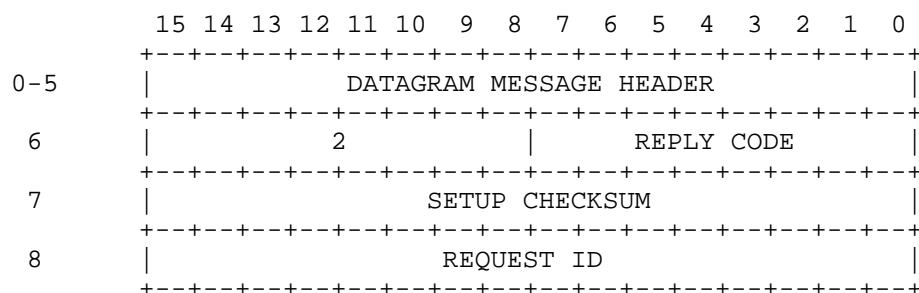 15 14 13 12 11 10 9 8 7 6 5 4 3 2 1 0
+--+--+--+--+--+--+--+--+--+--+--+--+--+--+--+--+
0-5 | DATAGRAM MESSAGE HEADER |
+--+--+--+--+--+--+--+--+--+--+--+--+--+--+--+--+
6 | 2 | REPLY CODE |
+--+--+--+--+--+--+--+--+--+--+--+--+--+--+--+--+
7 | SETUP CHECKSUM |
+--+--+--+--+--+--+--+--+--+--+--+--+--+--+--+--+
8 | REQUEST ID |
+--+--+--+--+--+--+--+--+--+--+--+--+--+--+--+--+